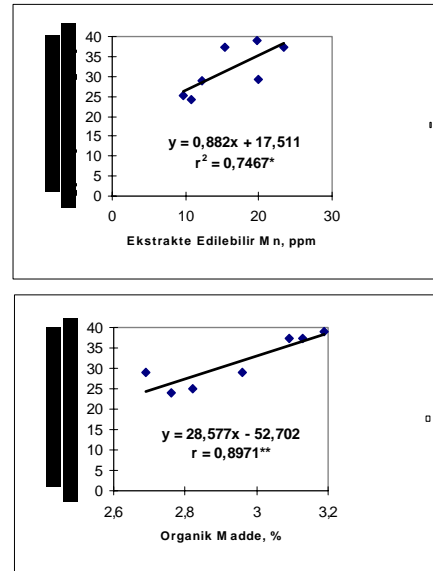 40
35
30
25
20
15
10
5
0
y = 0,882x + 17,511
r² = 0,7467*
0 10 20 30
Ekstrakte Edilebilir Mn, ppm
40
35
30
25
20
15
10
5
0
y = 28,577x - 52,702
r = 0,8971**
2,6 2,8 3 3,2
Organik Madde, %